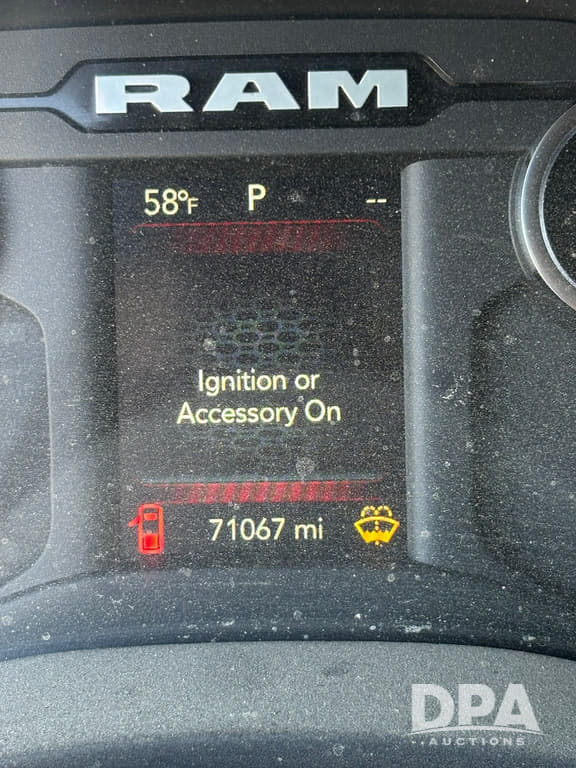 RAM
58°F P --
Ignition or
Accessory On
71067 mi
DPA
AUCTIONS